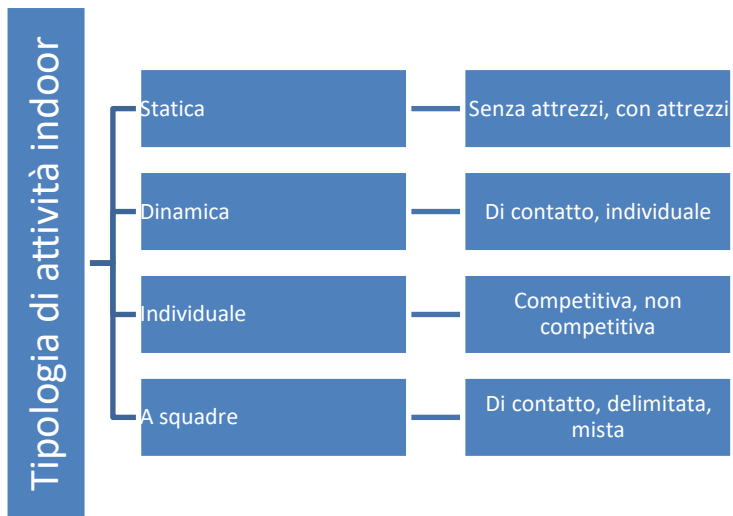 Tipologia di attività indoor
Statica
Senza attrezzi, con attrezzi
Dinamica
Di contatto, individuale
Individuale
Competitiva, non
competitiva
A squadre
Di contatto, delimitata,
mista